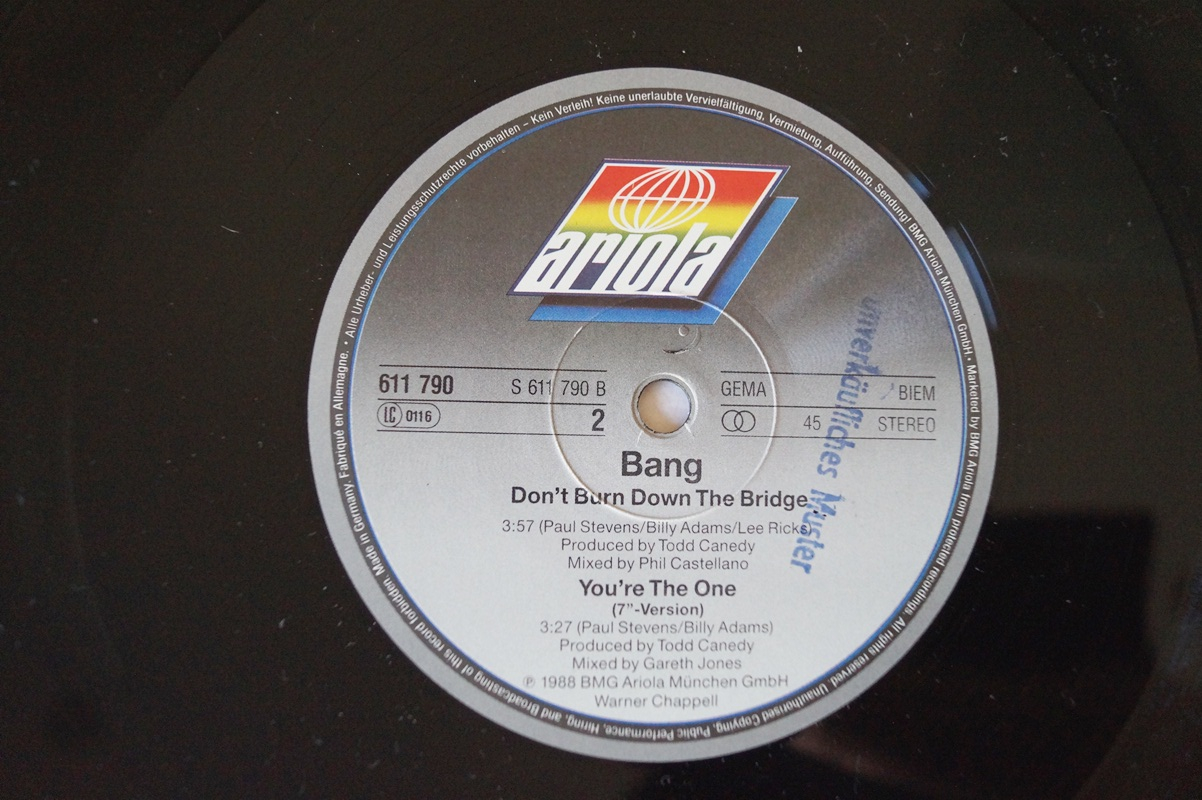 • Alle Urheber- und Leistungsschutzrechte vorbehalten – Kein Verleih! Keine unerlaubte Vervielfältigung, Vermietung, Aufführung, Sendung! BMG Ariola München GmbH • Marketed by BMG Ariola from protected recordings. All rights reserved. Unauthorised Copying, Public Performance, Hiring, and Broadcasting of this record forbidden. Made in Germany. Fabriqué en Allemagne.
ariola
611 790 S 611 790 B GEMA BIEM
LC 0116 2 45 STEREO
Bang
Don't Burn Down The Bridge
3:57 (Paul Stevens/Billy Adams/Lee Ricks)
Produced by Todd Canedy
Mixed by Phil Castellano
You're The One
(7"-Version)
3:27 (Paul Stevens/Billy Adams)
Produced by Todd Canedy
Mixed by Gareth Jones
℗ 1988 BMG Ariola München GmbH
Warner Chappell
unverkäufliches Muster